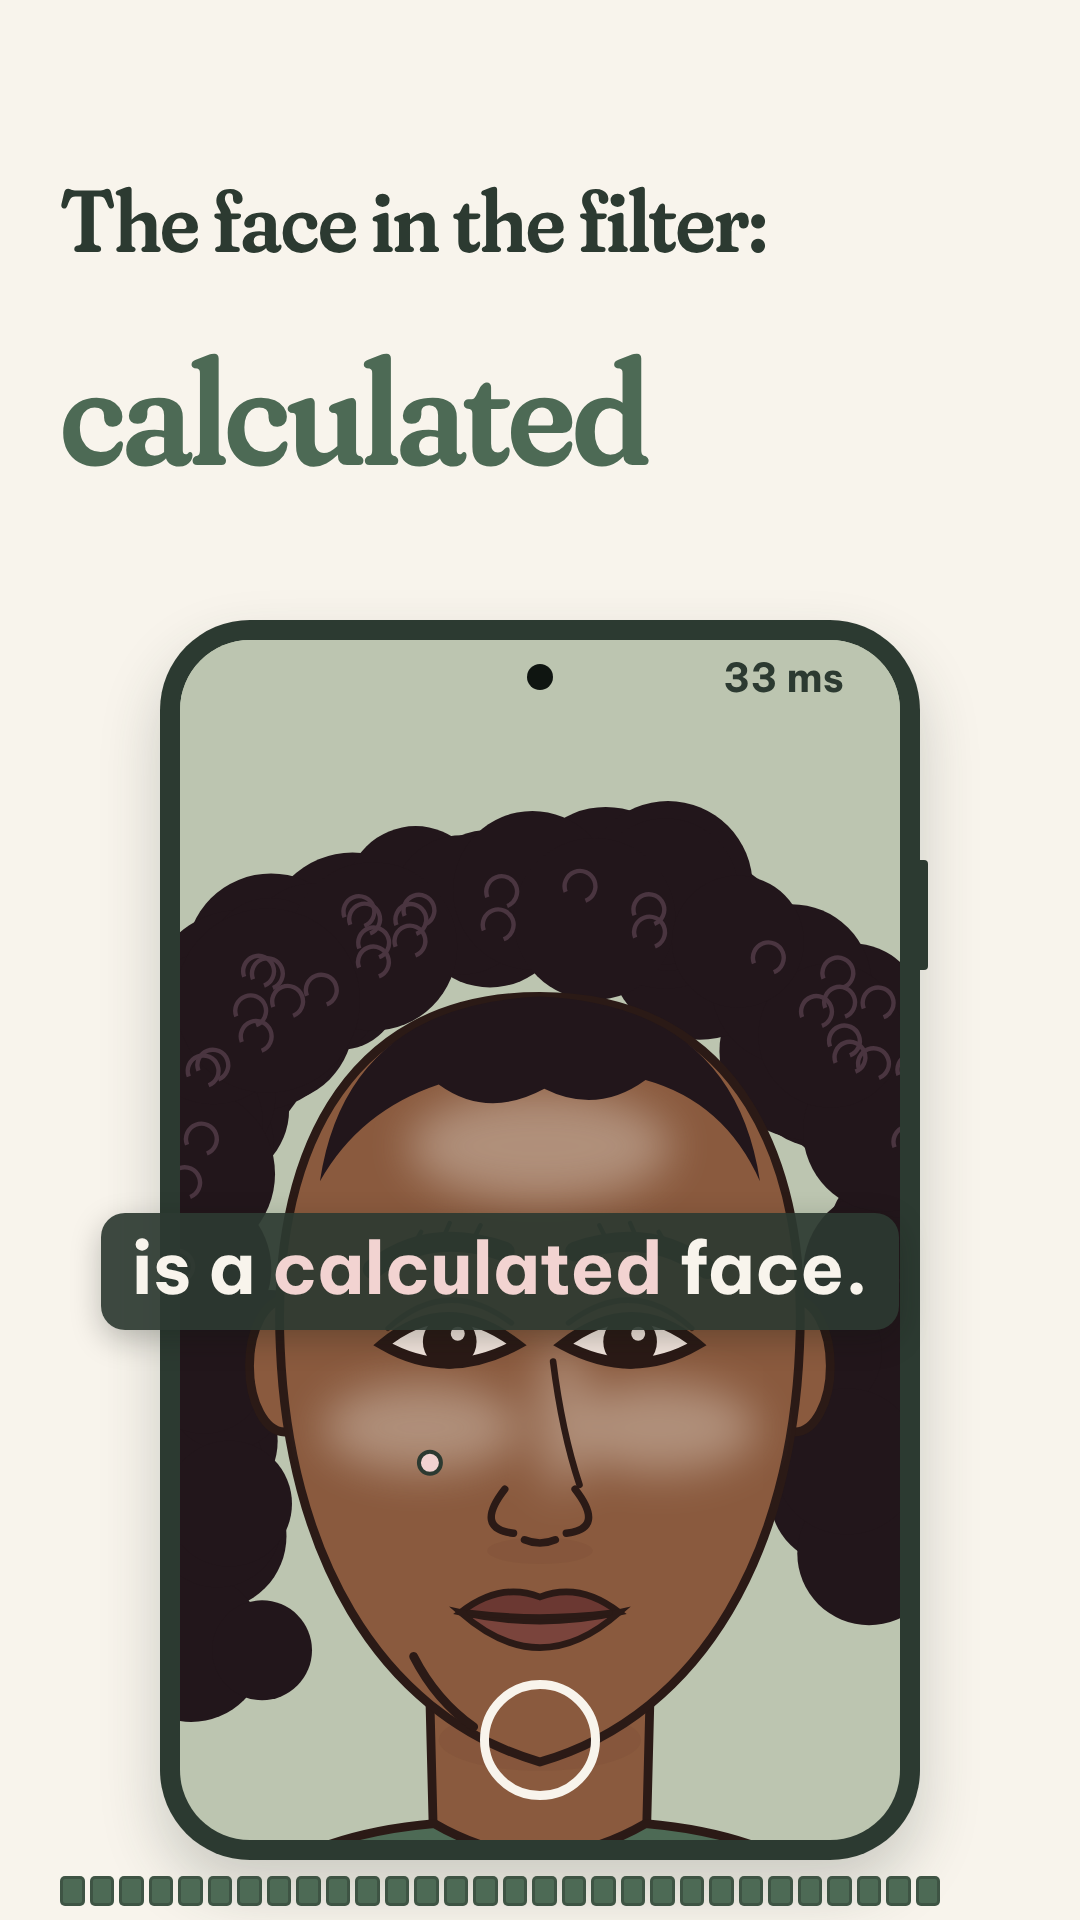 The face in the filter:
calculated
33 ms
is a calculated face.